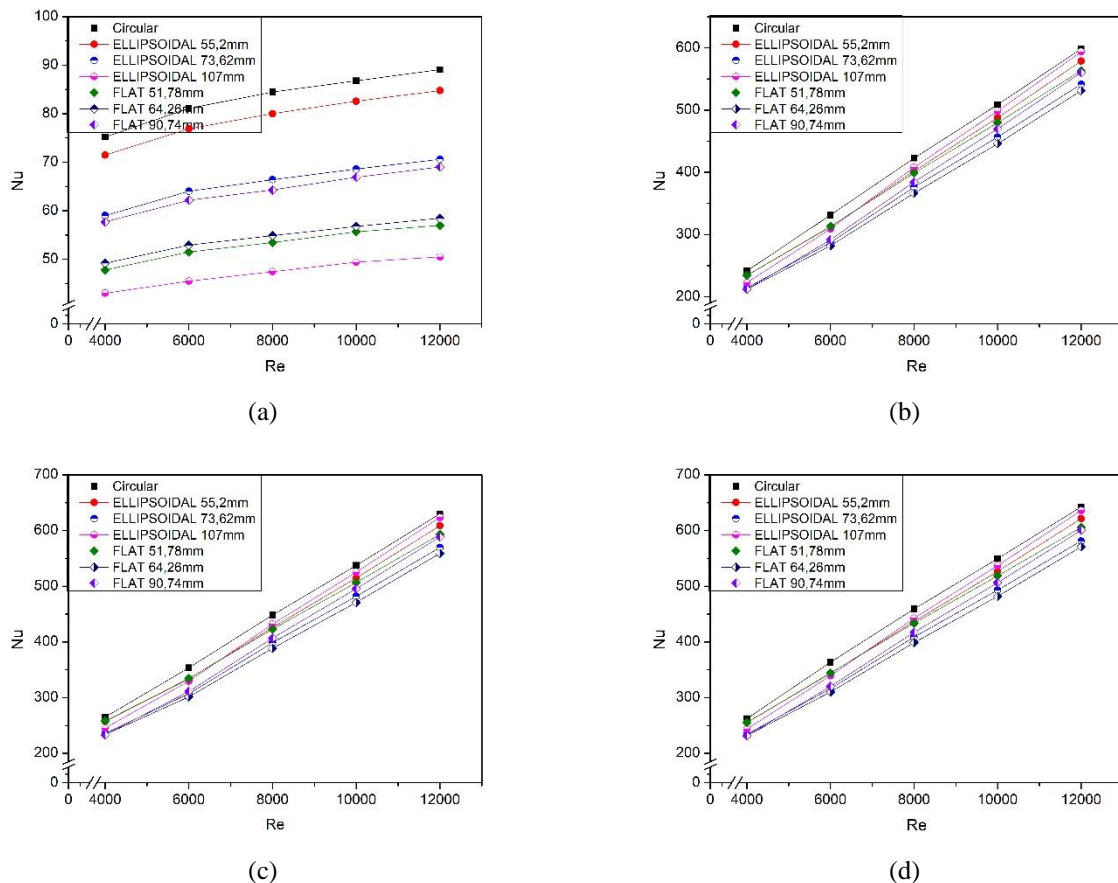 100
90
80
70
60
50
0
Nu
Circular
ELLIPSOIDAL 55,2mm
ELLIPSOIDAL 73,62mm
ELLIPSOIDAL 107mm
FLAT 51,78mm
FLAT 64,26mm
FLAT 90,74mm
0 4000 6000 8000 10000 12000
Re
(a)
600
500
400
300
200
0
Nu
Circular
ELLIPSOIDAL 55,2mm
ELLIPSOIDAL 73,62mm
ELLIPSOIDAL 107mm
FLAT 51,78mm
FLAT 64,26mm
FLAT 90,74mm
0 4000 6000 8000 10000 12000
Re
(b)
700
600
500
400
300
200
0
Nu
Circular
ELLIPSOIDAL 55,2mm
ELLIPSOIDAL 73,62mm
ELLIPSOIDAL 107mm
FLAT 51,78mm
FLAT 64,26mm
FLAT 90,74mm
0 4000 6000 8000 10000 12000
Re
(c)
700
600
500
400
300
200
0
Nu
Circular
ELLIPSOIDAL 55,2mm
ELLIPSOIDAL 73,62mm
ELLIPSOIDAL 107mm
FLAT 51,78mm
FLAT 64,26mm
FLAT 90,74mm
0 4000 6000 8000 10000 12000
Re
(d)